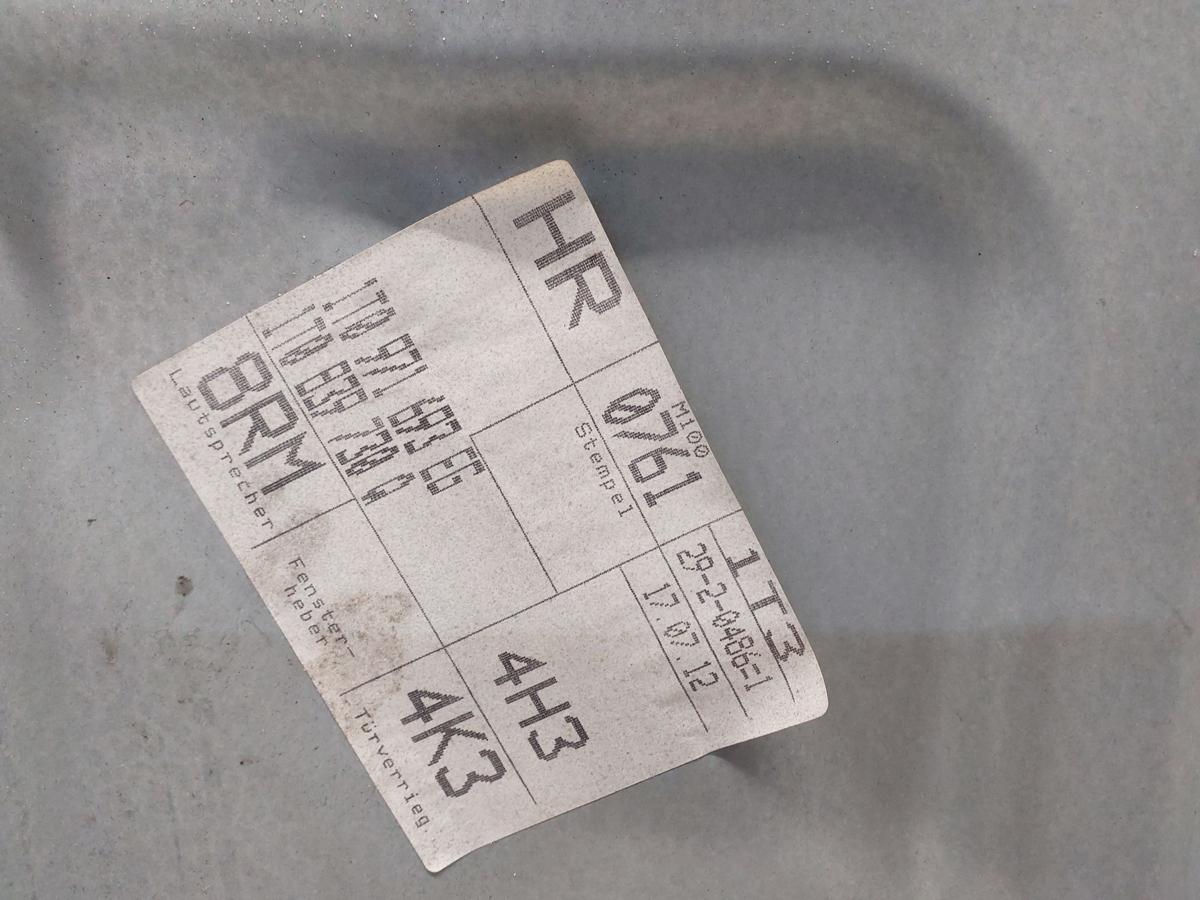 HR
M100
0761
Stempel
1T3
29-2-0486=1
17.07.12
1T0 971 693 EG
1T0 839 730 Q
4H3
8RM
Lautsprecher
Fenster-
heber
4K3
Türverrieg.